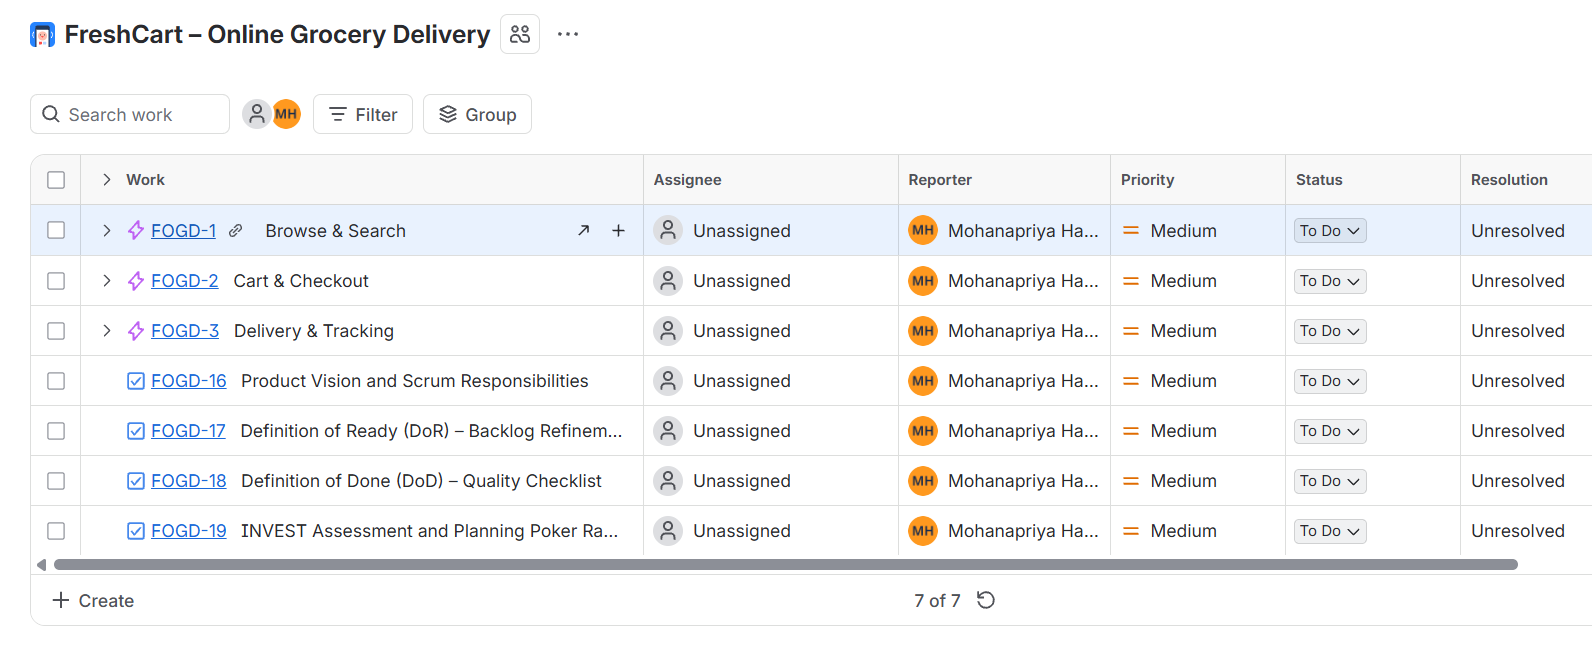 FreshCart – Online Grocery Delivery
Search work MH Filter Group
Work Assignee Reporter Priority Status Resolution
FOGD-1 Browse & Search Unassigned MH Mohanapriya Ha... Medium To Do Unresolved
FOGD-2 Cart & Checkout Unassigned MH Mohanapriya Ha... Medium To Do Unresolved
FOGD-3 Delivery & Tracking Unassigned MH Mohanapriya Ha... Medium To Do Unresolved
FOGD-16 Product Vision and Scrum Responsibilities Unassigned MH Mohanapriya Ha... Medium To Do Unresolved
FOGD-17 Definition of Ready (DoR) – Backlog Refinem... Unassigned MH Mohanapriya Ha... Medium To Do Unresolved
FOGD-18 Definition of Done (DoD) – Quality Checklist Unassigned MH Mohanapriya Ha... Medium To Do Unresolved
FOGD-19 INVEST Assessment and Planning Poker Ra... Unassigned MH Mohanapriya Ha... Medium To Do Unresolved
Create 7 of 7